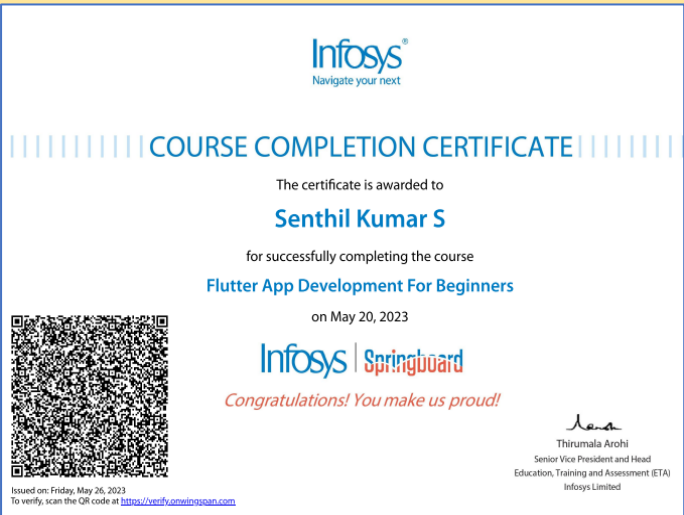 Infosys®
Navigate your next
COURSE COMPLETION CERTIFICATE
The certificate is awarded to
Senthil Kumar S
for successfully completing the course
Flutter App Development For Beginners
on May 20, 2023
Infosys | Springboard
Congratulations! You make us proud!
Thirumala Arohi
Senior Vice President and Head
Education, Training and Assessment (ETA)
Infosys Limited
Issued on: Friday, May 26, 2023
To verify, scan the QR code at https://verify.onwingspan.com